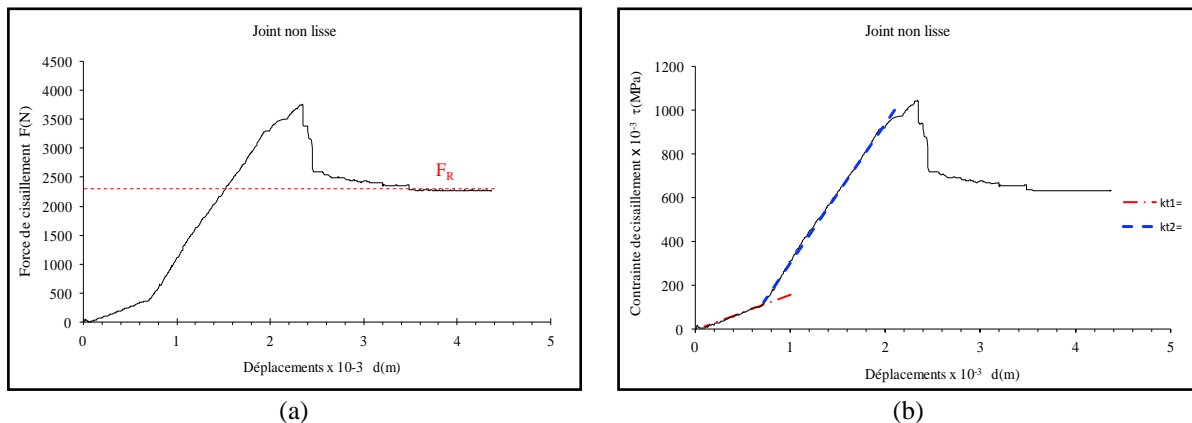 Joint non lisse
Force de cisaillement F(N)
4500
4000
3500
3000
2500
2000
1500
1000
500
0
F_R
0 1 2 3 4 5
Déplacements x 10-3 d(m)
(a)
Joint non lisse
Contrainte decisaillement x 10⁻³ τ(MPa)
1200
1000
800
600
400
200
0
kt1=
kt2=
0 1 2 3 4 5
Déplacements x 10⁻³ d(m)
(b)